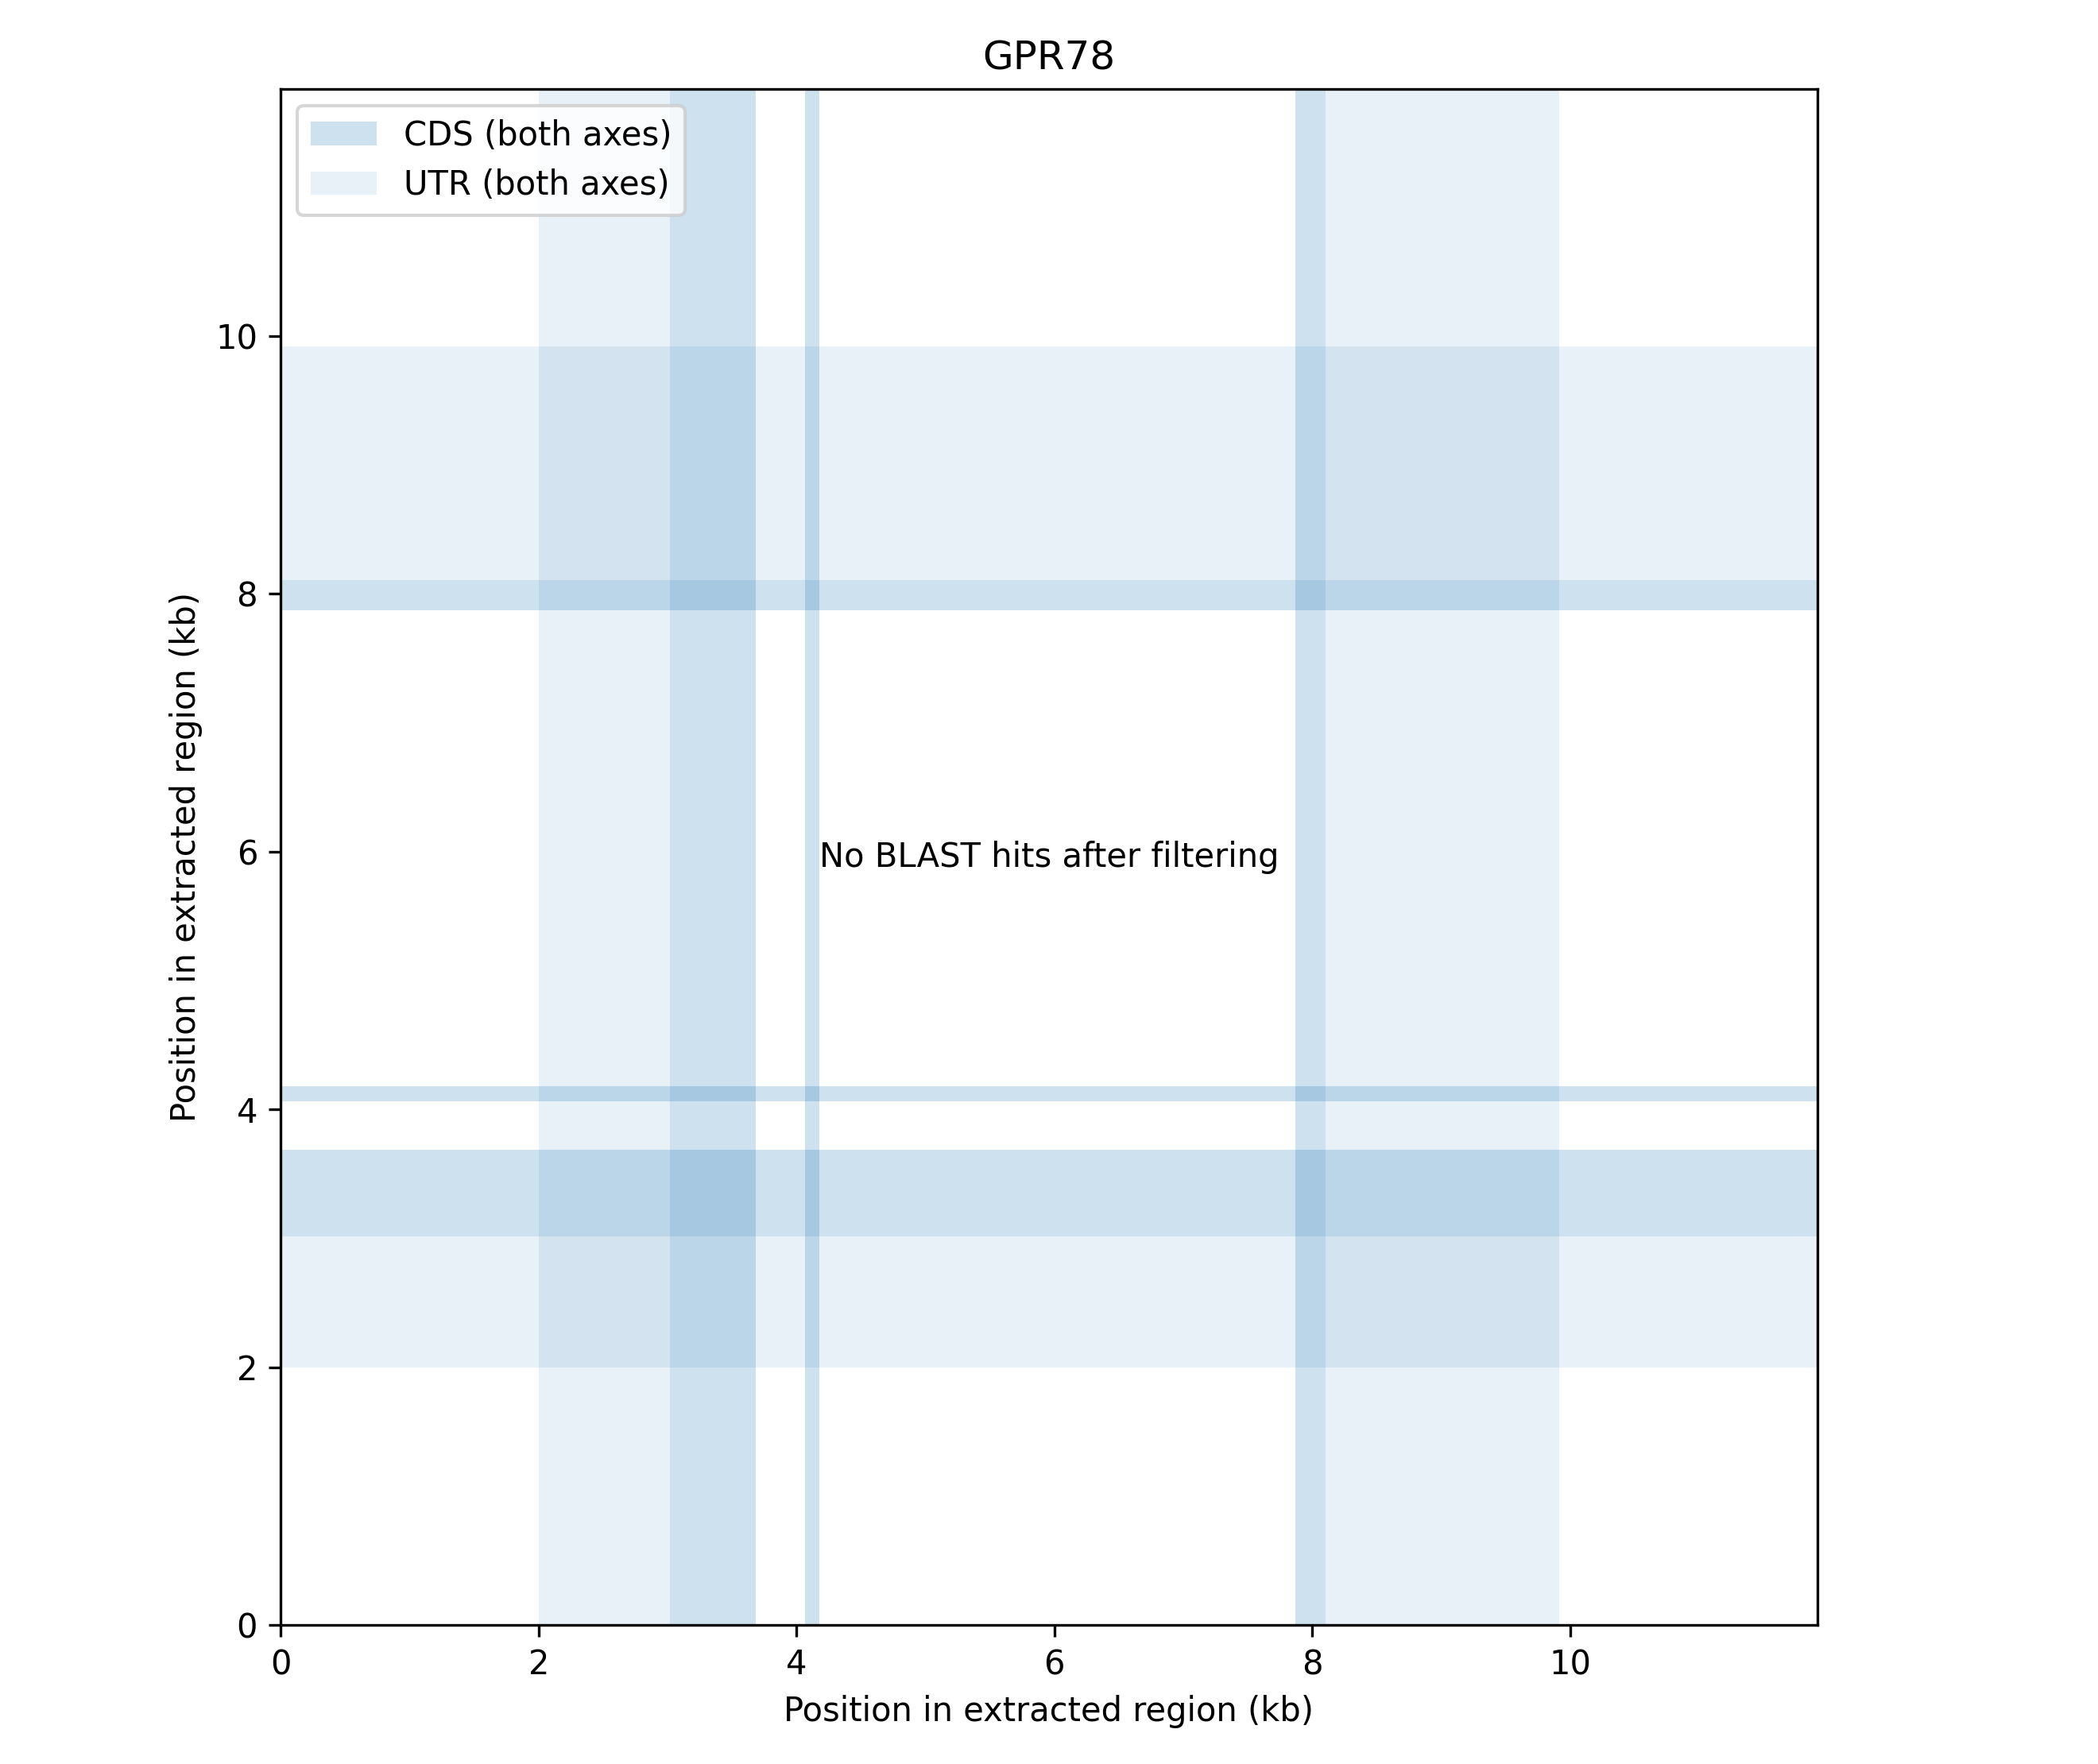 GPR78
CDS (both axes)
UTR (both axes)
10
8
6
4
2
0
Position in extracted region (kb)
No BLAST hits after filtering
0 2 4 6 8 10
Position in extracted region (kb)